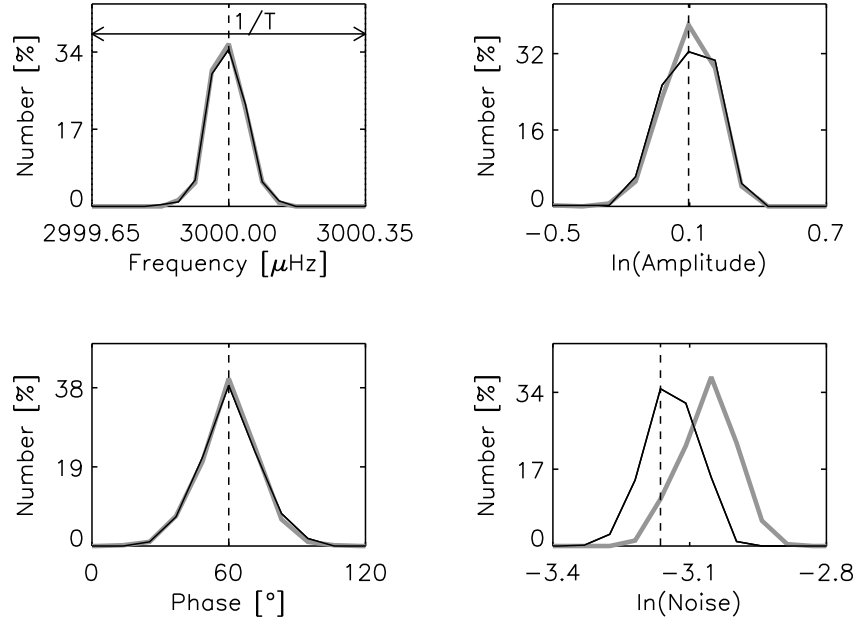 1/T
Number [%]
34
17
0
2999.65 3000.00 3000.35
Frequency [μHz]
Number [%]
32
16
0
−0.5 0.1 0.7
ln(Amplitude)
Number [%]
38
19
0
0 60 120
Phase [°]
Number [%]
34
17
0
−3.4 −3.1 −2.8
ln(Noise)